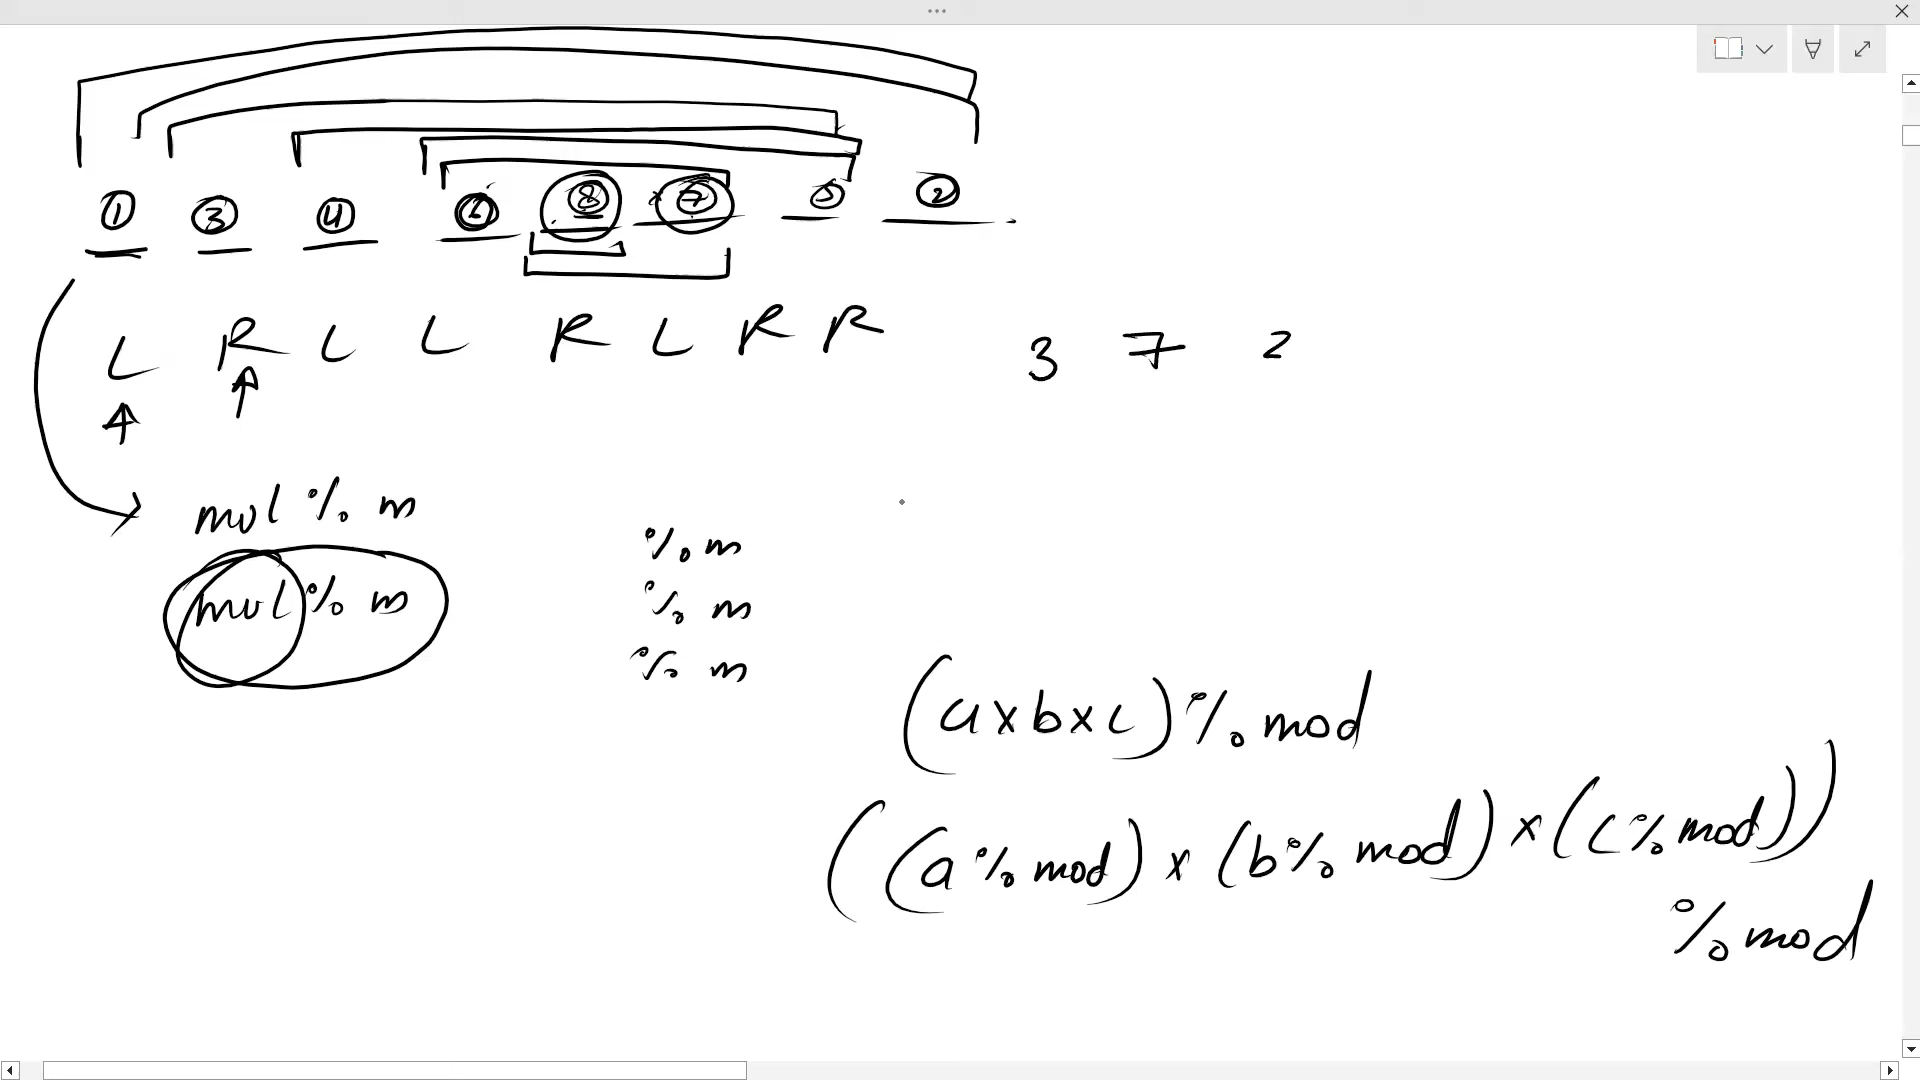 ① ③ ④ ⑥ ⑧ × ⑦ ⑤ ②
L R L L R L R R 3 7 2
mul % m
mul % m
% m
% m
% m
(a x b x c) % mod
((a % mod) x (b % mod) x (c % mod))
% mod